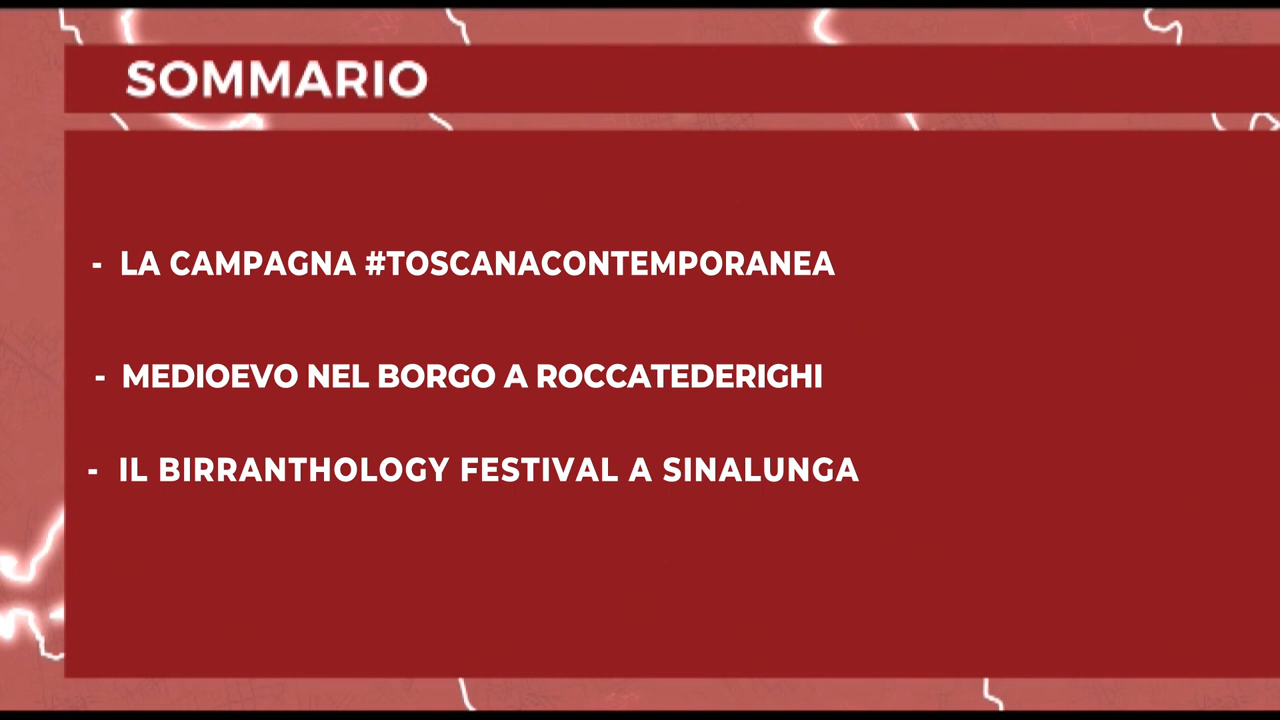 SOMMARIO
- LA CAMPAGNA #TOSCANACONTEMPORANEA
- MEDIOEVO NEL BORGO A ROCCATEDERIGHI
- IL BIRRANTHOLOGY FESTIVAL A SINALUNGA